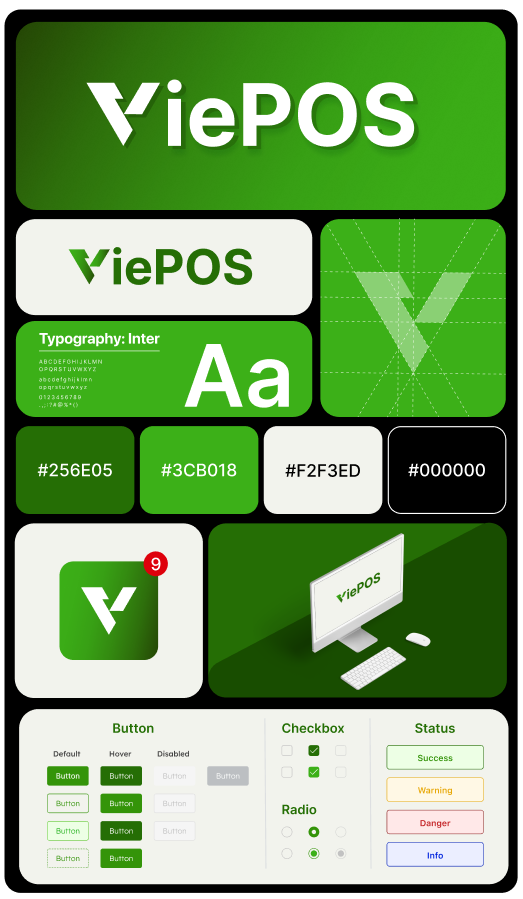 ViePOS
ViePOS
Typography: Inter
ABCDEFGHIJKLMN
OPQRSTUVWXYZ
abcdefghijklmn
opqrstuvwxyz
0123456789
.,;:!?#@%*()
Aa
#256E05
#3CB018
#F2F3ED
#000000
9
ViePOS
Button
Default
Hover
Disabled
Button
Button
Button
Button
Button
Button
Button
Button
Button
Button
Button
Button
Checkbox
Radio
Status
Success
Warning
Danger
Info